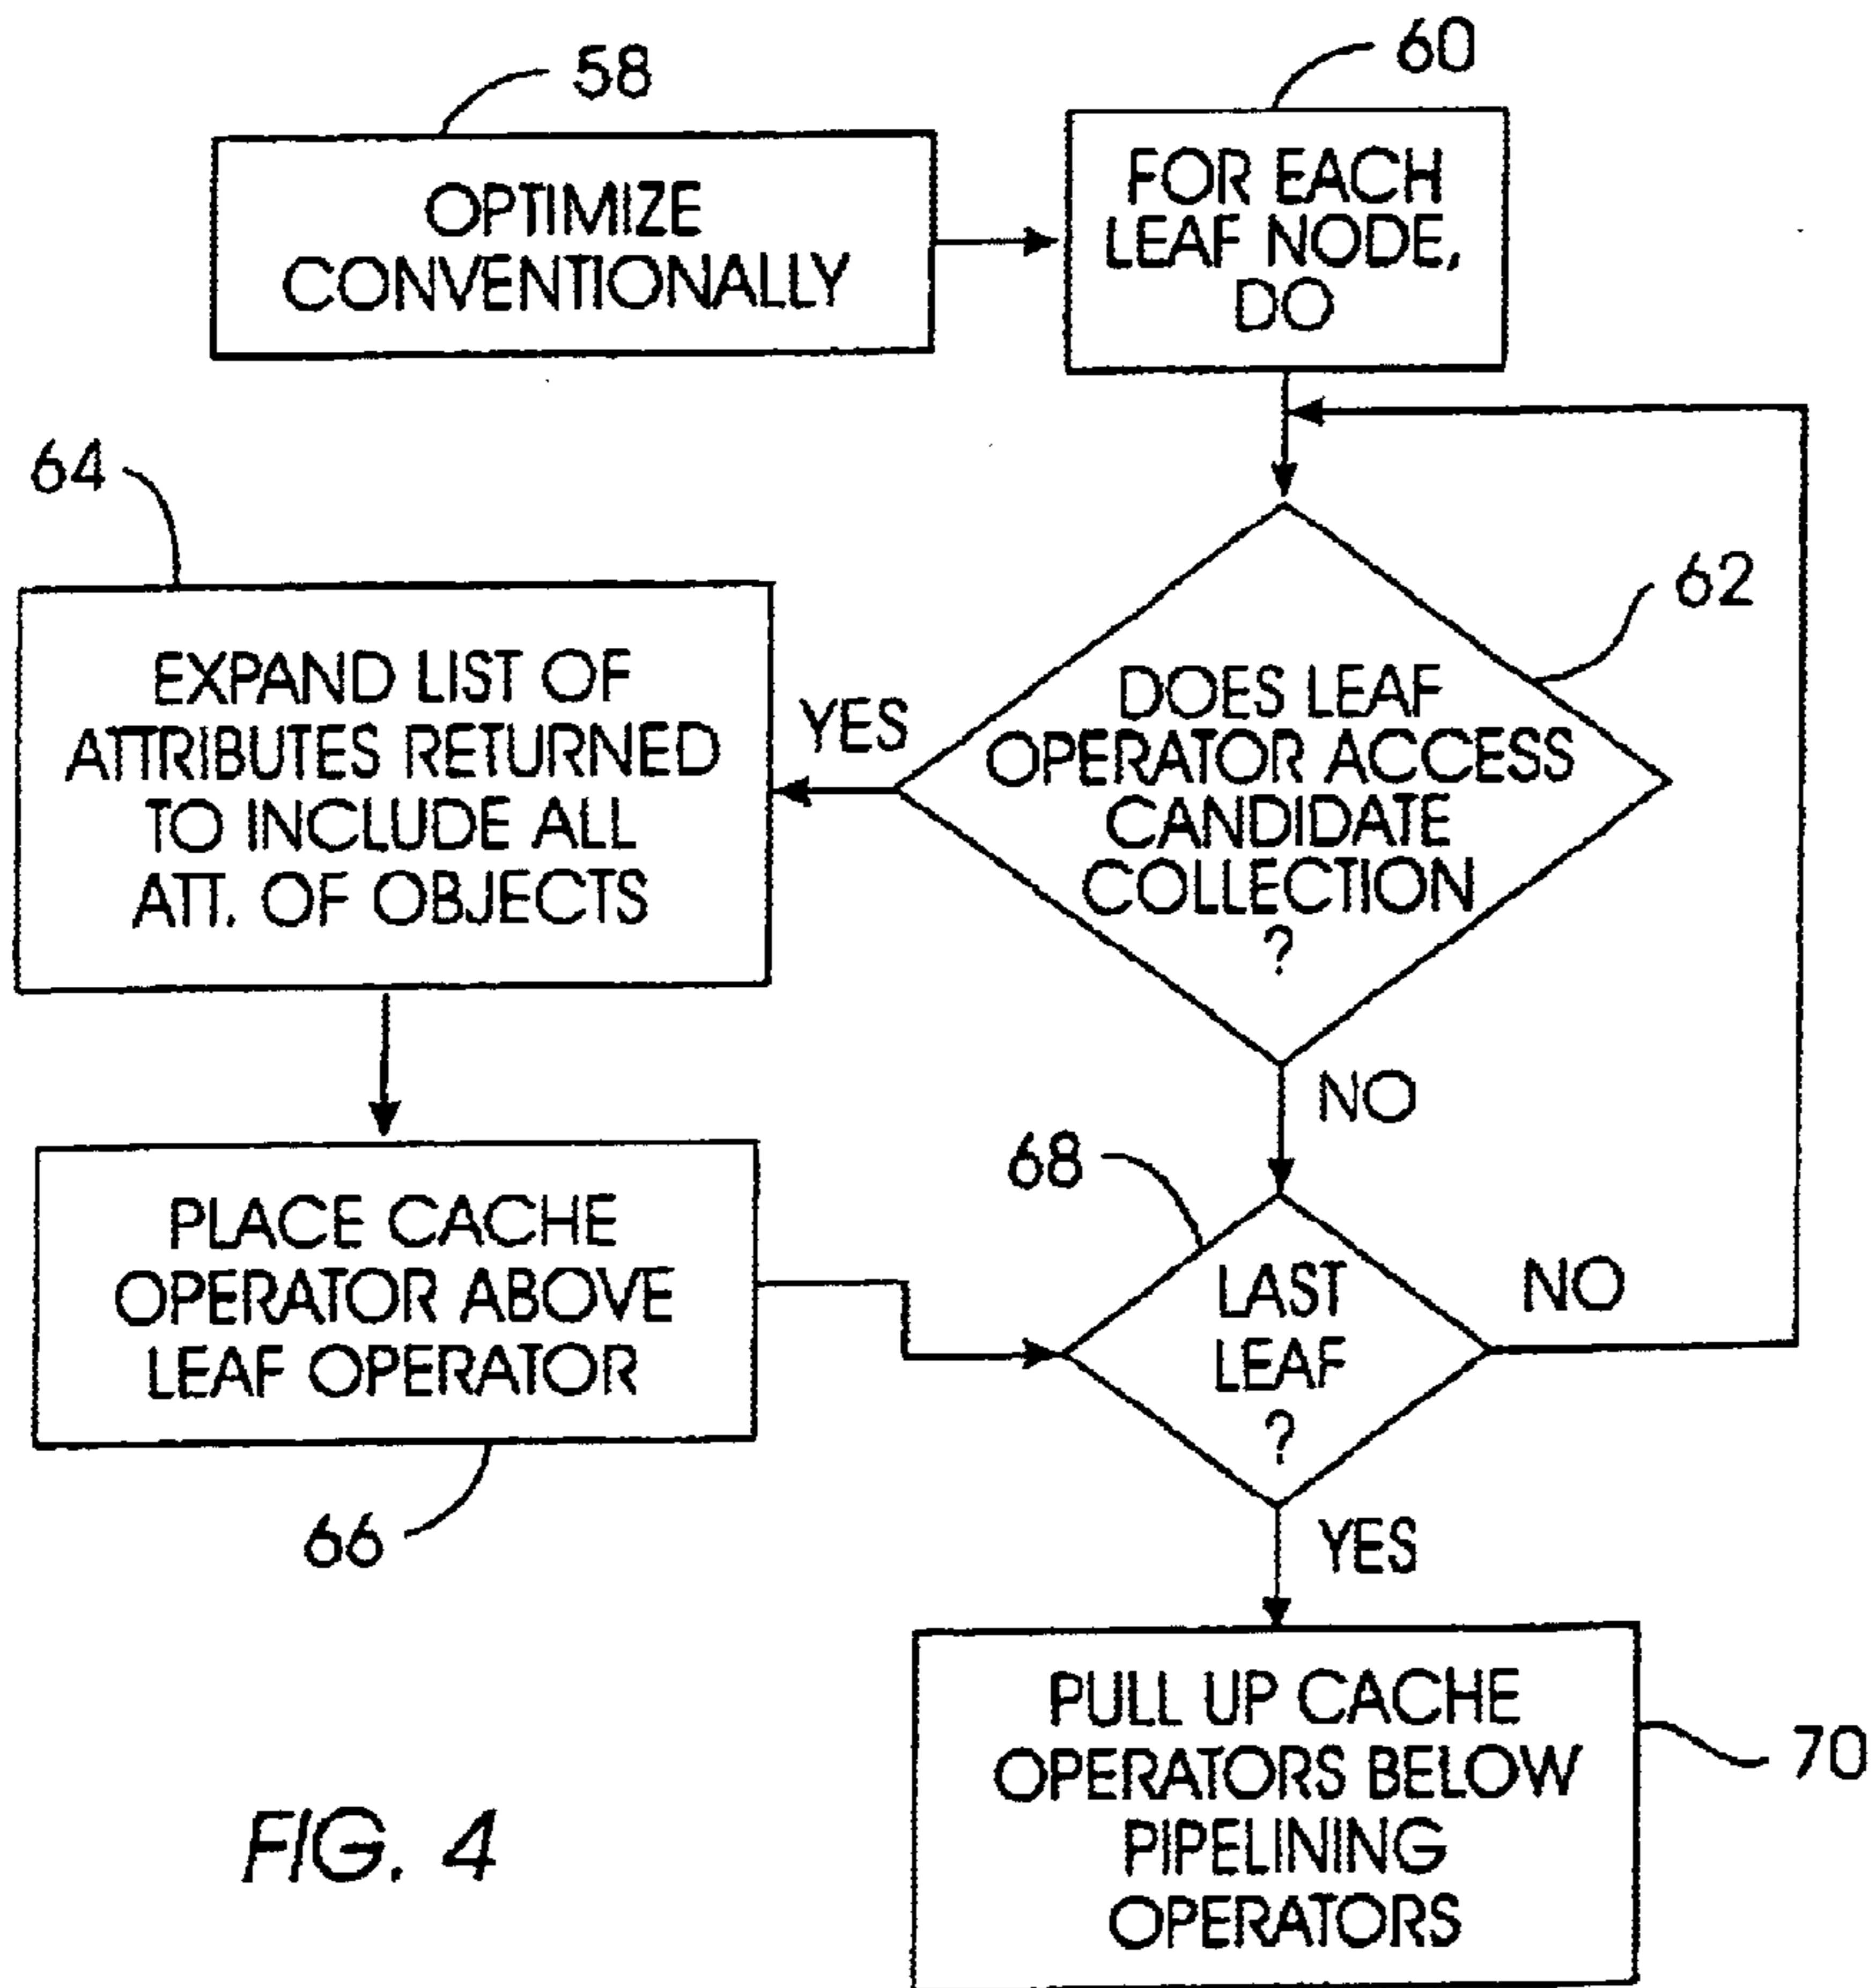 58
60
OPTIMIZE
CONVENTIONALLY
FOR EACH
LEAF NODE,
DO
64
62
EXPAND LIST OF
ATTRIBUTES RETURNED
TO INCLUDE ALL
ATT. OF OBJECTS
YES
DOES LEAF
OPERATOR ACCESS
CANDIDATE
COLLECTION
?
NO
68
PLACE CACHE
OPERATOR ABOVE
LEAF OPERATOR
66
LAST
LEAF
?
NO
YES
PULL UP CACHE
OPERATORS BELOW
PIPELINING
OPERATORS
70
FIG. 4